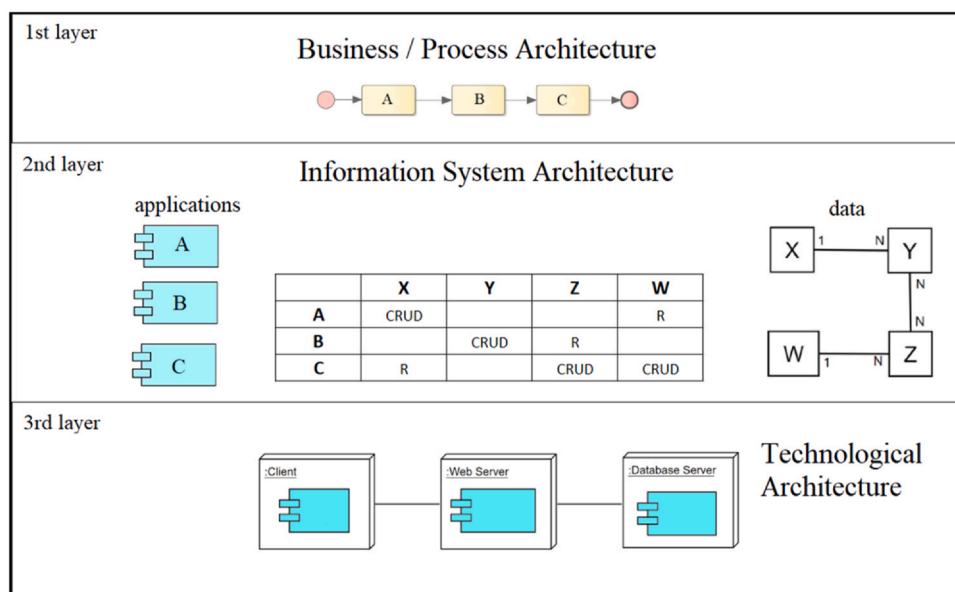 1st layer
Business / Process Architecture
A B C
2nd layer
Information System Architecture
applications
data
A
B
C
X Y Z W
A CRUD R
B CRUD R
C R CRUD CRUD
X 1 N Y
N
N
W 1 N Z
3rd layer
:Client
:Web Server
:Database Server
Technological
Architecture